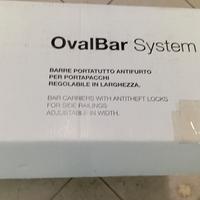 OvalBar System
BARRE PORTATUTTO ANTIFURTO
PER PORTAPACCHI
REGOLABILE IN LARGHEZZA.
BAR CARRIERS WITH ANTITHEFT LOCKS
FOR SIDE RAILINGS
ADJUSTABLE IN WIDTH.